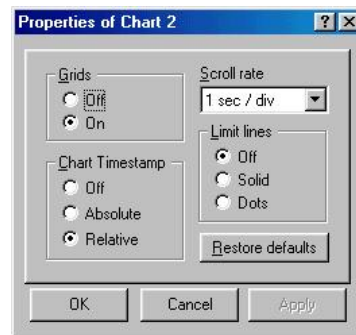 Properties of Chart 2
Grids
Off
On
Chart Timestamp
Off
Absolute
Relative
Scroll rate
1 sec / div
Limit lines
Off
Solid
Dots
Restore defaults
OK
Cancel
Apply